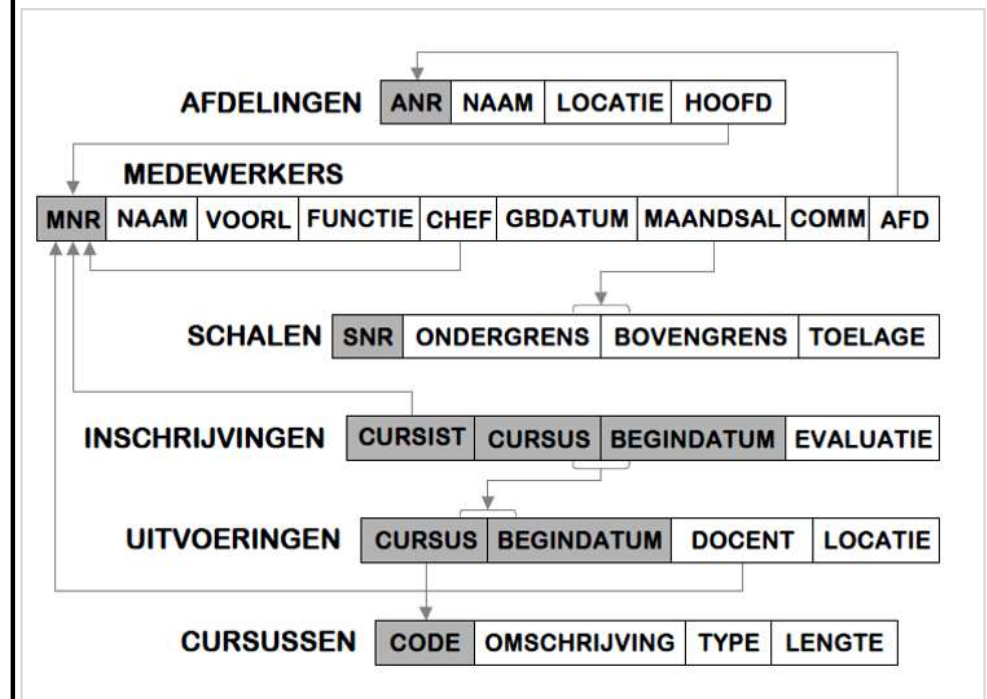 AFDELINGEN ANR NAAM LOCATIE HOOFD
MEDEWERKERS
MNR NAAM VOORL FUNCTIE CHEF GBDATUM MAANDSAL COMM AFD
SCHALEN SNR ONDERGRENS BOVENGRENS TOELAGE
INSCHRIJVINGEN CURSIST CURSUS BEGINDATUM EVALUATIE
UITVOERINGEN CURSUS BEGINDATUM DOCENT LOCATIE
CURSUSSEN CODE OMSCHRIJVING TYPE LENGTE